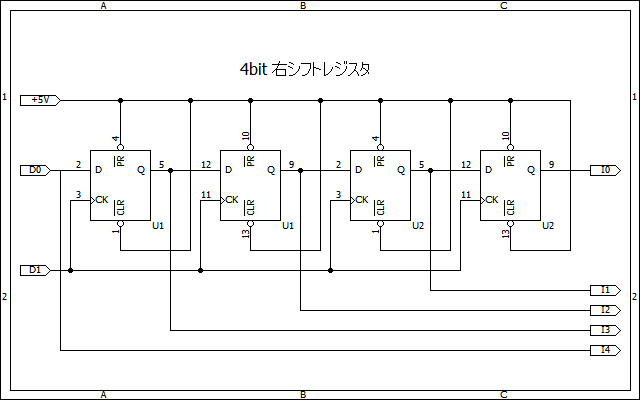 A B C
4bit 右シフトレジスタ
1 +5V 1
4 10 4 10
D0 2 D PR Q 5 12 D PR Q 9 2 D PR Q 5 12 D PR Q 9 I0
3 CK CLR 11 CK CLR 3 CK CLR 11 CK CLR
1 U1 13 U1 1 U2 13 U2
D1
2 I1 2
I2
I3
I4
A B C